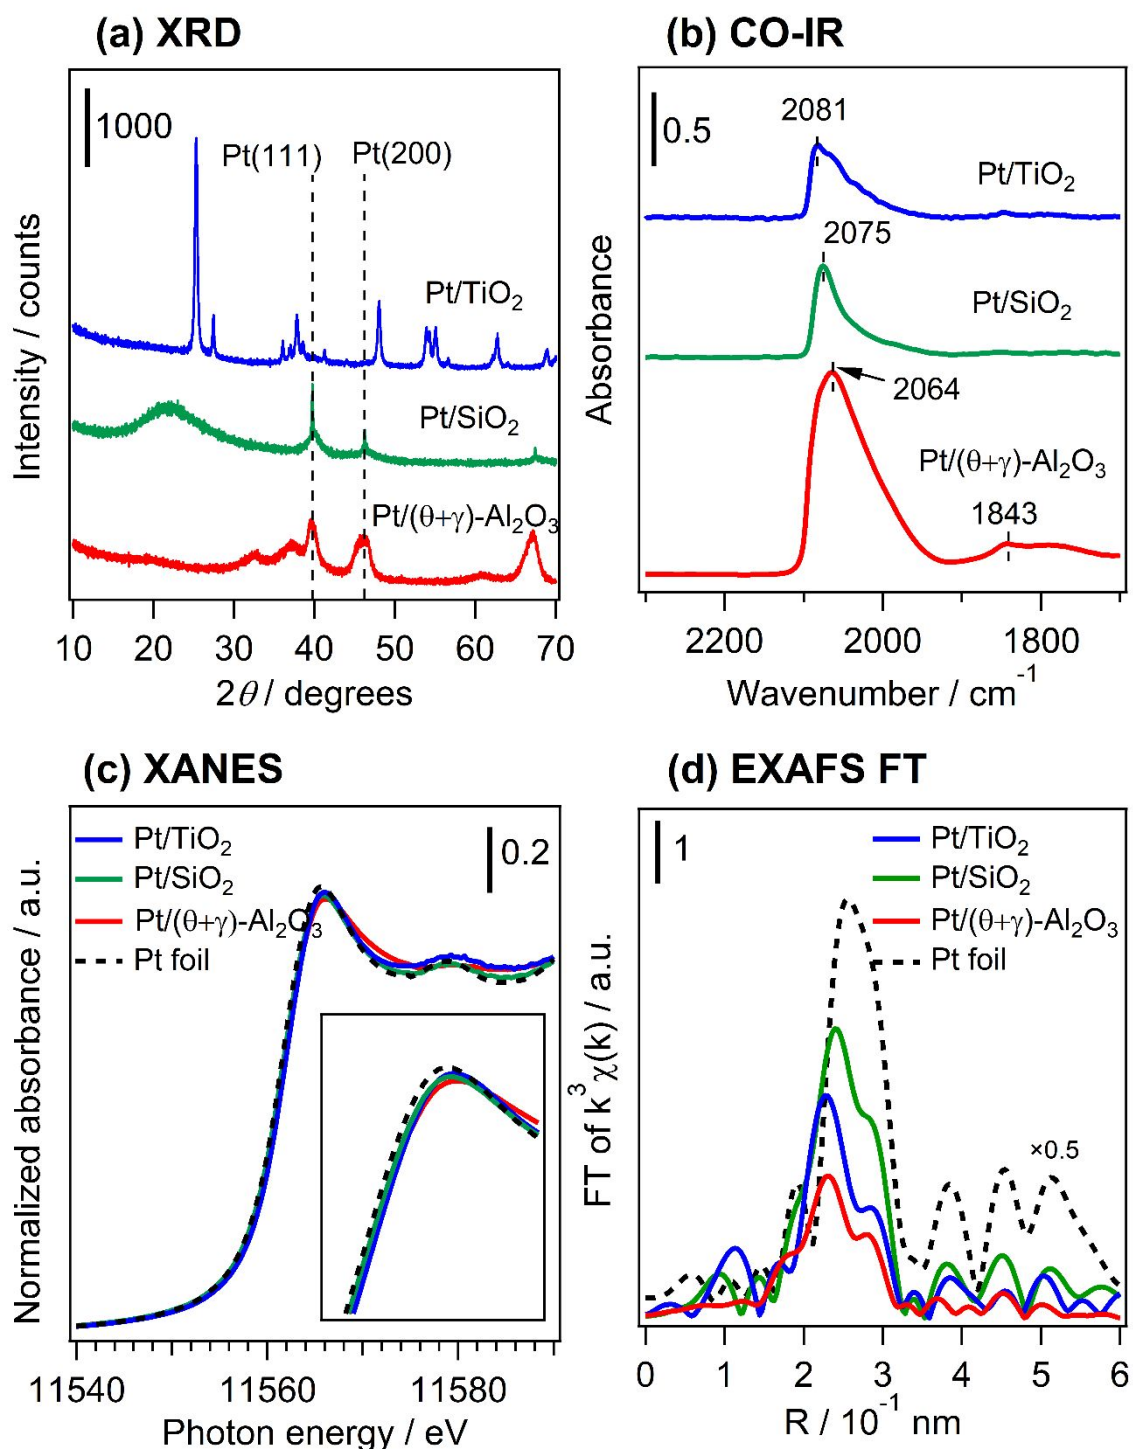 (a) XRD
1000
Pt(111)
Pt(200)
Pt/TiO₂
Pt/SiO₂
Pt/(θ+γ)-Al₂O₃
Intensity / counts
10 20 30 40 50 60 70
2θ / degrees
(b) CO-IR
0.5
2081
Pt/TiO₂
2075
Pt/SiO₂
2064
Pt/(θ+γ)-Al₂O₃
1843
Absorbance
2200 2000 1800
Wavenumber / cm⁻¹
(c) XANES
Pt/TiO₂
Pt/SiO₂
Pt/(θ+γ)-Al₂O₃
Pt foil
0.2
Normalized absorbance / a.u.
11540 11560 11580
Photon energy / eV
(d) EXAFS FT
1
Pt/TiO₂
Pt/SiO₂
Pt/(θ+γ)-Al₂O₃
Pt foil
×0.5
FT of k³ χ(k) / a.u.
0 1 2 3 4 5 6
R / 10⁻¹ nm